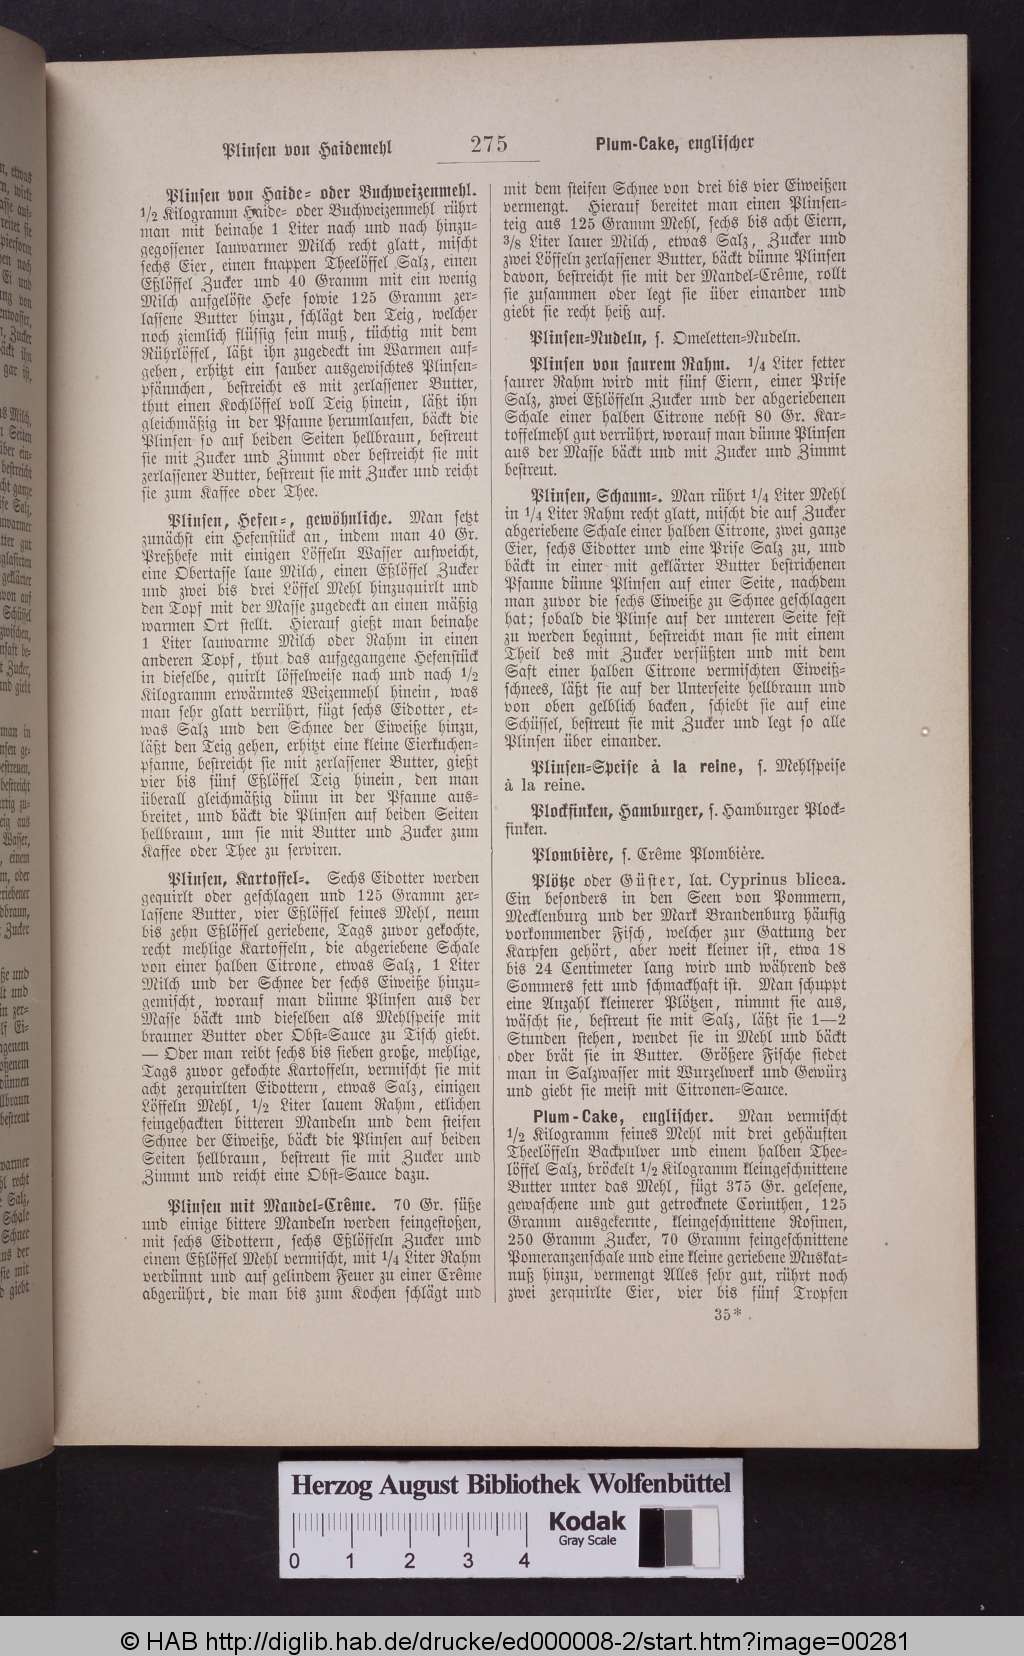 Plinsen von Haidemehl
275
Plum-Cake, englischer
Plinsen von Haide- oder Buchweizenmehl.
1/2 Kilogramm Haide- oder Buchweizenmehl rührt
man mit beinahe 1 Liter nach und nach hinzu-
gegossener lauwarmer Milch recht glatt, mischt
sechs Eier, einen knappen Theelöffel Salz, einen
Eßlöffel Zucker und 40 Gramm mit ein wenig
Milch aufgelöste Hefe sowie 125 Gramm zer-
lassene Butter hinzu, schlägt den Teig, welcher
noch ziemlich flüssig sein muß, tüchtig mit dem
Rührlöffel, läßt ihn zugedeckt im Warmen auf-
gehen, erhitzt ein sauber ausgewischtes Plinsen-
pfännchen, bestreicht es mit zerlassener Butter,
thut einen Kochlöffel voll Teig hinein, läßt ihn
gleichmäßig in der Pfanne herumlaufen, bäckt die
Plinsen so auf beiden Seiten hellbraun, bestreut
sie mit Zucker und Zimmt oder bestreicht sie mit
zerlassener Butter, bestreut sie mit Zucker und reicht
sie zum Kaffee oder Thee.
Plinsen, Hefen-, gewöhnliche. Man setzt
zunächst ein Hefenstück an, indem man 40 Gr.
Preßhefe mit einigen Löffeln Wasser aufweicht,
eine Obertasse laue Milch, einen Eßlöffel Zucker
und zwei bis drei Löffel Mehl hinzuquirlt und
den Topf mit der Masse zugedeckt an einen mäßig
warmen Ort stellt. Hierauf gießt man beinahe
1 Liter lauwarme Milch oder Rahm in einen
anderen Topf, thut das aufgegangene Hefenstück
in dieselbe, quirlt löffelweise nach und nach 1/2
Kilogramm erwärmtes Weizenmehl hinein, was
man sehr glatt verrührt, fügt sechs Eidotter, et-
was Salz und den Schnee der Eiweiße hinzu,
läßt den Teig gehen, erhitzt eine kleine Eierkuchen-
pfanne, bestreicht sie mit zerlassener Butter, gießt
vier bis fünf Eßlöffel Teig hinein, den man
überall gleichmäßig dünn in der Pfanne aus-
breitet, und bäckt die Plinsen auf beiden Seiten
hellbraun, um sie mit Butter und Zucker zum
Kaffee oder Thee zu serviren.
Plinsen, Kartoffel-. Sechs Eidotter werden
gequirlt oder geschlagen und 125 Gramm zer-
lassene Butter, vier Eßlöffel feines Mehl, neun
bis zehn Eßlöffel geriebene, Tags zuvor gekochte,
recht mehlige Kartoffeln, die abgeriebene Schale
von einer halben Citrone, etwas Salz, 1 Liter
Milch und der Schnee der sechs Eiweiße hinzu-
gemischt, worauf man dünne Plinsen aus der
Masse bäckt und dieselben als Mehlspeise mit
brauner Butter oder Obst-Sauce zu Tisch giebt.
— Oder man reibt sechs bis sieben große, mehlige,
Tags zuvor gekochte Kartoffeln, vermischt sie mit
acht zerquirlten Eidottern, etwas Salz, einigen
Löffeln Mehl, 1/2 Liter lauem Rahm, etlichen
feingehackten bitteren Mandeln und dem steifen
Schnee der Eiweiße, bäckt die Plinsen auf beiden
Seiten hellbraun, bestreut sie mit Zucker und
Zimmt und reicht eine Obst-Sauce dazu.
Plinsen mit Mandel-Crême. 70 Gr. süße
und einige bittere Mandeln werden feingestoßen,
mit sechs Eidottern, sechs Eßlöffeln Zucker und
einem Eßlöffel Mehl vermischt, mit 1/4 Liter Rahm
verdünnt und auf gelindem Feuer zu einer Crême
abgerührt, die man bis zum Kochen schlägt und
mit dem steifen Schnee von drei bis vier Eiweißen
vermengt. Hierauf bereitet man einen Plinsen-
teig aus 125 Gramm Mehl, sechs bis acht Eiern,
3/8 Liter lauer Milch, etwas Salz, Zucker und
zwei Löffeln zerlassener Butter, bäckt dünne Plinsen
davon, bestreicht sie mit der Mandel-Crême, rollt
sie zusammen oder legt sie über einander und
giebt sie recht heiß auf.
Plinsen-Nudeln, s. Omeletten-Nudeln.
Plinsen von saurem Rahm. 1/4 Liter fetter
saurer Rahm wird mit fünf Eiern, einer Prise
Salz, zwei Eßlöffeln Zucker und der abgeriebenen
Schale einer halben Citrone nebst 80 Gr. Kar-
toffelmehl gut verrührt, worauf man dünne Plinsen
aus der Masse bäckt und mit Zucker und Zimmt
bestreut.
Plinsen, Schaum-. Man rührt 1/4 Liter Mehl
in 1/4 Liter Rahm recht glatt, mischt die auf Zucker
abgeriebene Schale einer halben Citrone, zwei ganze
Eier, sechs Eidotter und eine Prise Salz zu, und
bäckt in einer mit geklärter Butter bestrichenen
Pfanne dünne Plinsen auf einer Seite, nachdem
man zuvor die sechs Eiweiße zu Schnee geschlagen
hat; sobald die Plinse auf der unteren Seite fest
zu werden beginnt, bestreicht man sie mit einem
Theil des mit Zucker versüßten und mit dem
Saft einer halben Citrone vermischten Eiweiß-
schnees, läßt sie auf der Unterseite hellbraun und
von oben gelblich backen, schiebt sie auf eine
Schüssel, bestreut sie mit Zucker und legt so alle
Plinsen über einander.
Plinsen-Speise à la reine, s. Mehlspeise
à la reine.
Plockfinken, Hamburger, s. Hamburger Plock-
finken.
Plombière, s. Crême Plombière.
Plötze oder Güster, lat. Cyprinus blicca.
Ein besonders in den Seen von Pommern,
Mecklenburg und der Mark Brandenburg häufig
vorkommender Fisch, welcher zur Gattung der
Karpfen gehört, aber weit kleiner ist, etwa 18
bis 24 Centimeter lang wird und während des
Sommers fett und schmackhaft ist. Man schuppt
eine Anzahl kleinerer Plötzen, nimmt sie aus,
wäscht sie, bestreut sie mit Salz, läßt sie 1—2
Stunden stehen, wendet sie in Mehl und bäckt
oder brät sie in Butter. Größere Fische siedet
man in Salzwasser mit Wurzelwerk und Gewürz
und giebt sie meist mit Citronen-Sauce.
Plum-Cake, englischer. Man vermischt
1/2 Kilogramm feines Mehl mit drei gehäuften
Theelöffeln Backpulver und einem halben Thee-
löffel Salz, bröckelt 1/2 Kilogramm kleingeschnittene
Butter unter das Mehl, fügt 375 Gr. gelesene,
gewaschene und gut getrocknete Corinthen, 125
Gramm ausgekernte, kleingeschnittene Rosinen,
250 Gramm Zucker, 70 Gramm feingeschnittene
Pomeranzenschale und eine kleine geriebene Muskat-
nuß hinzu, vermengt Alles sehr gut, rührt noch
zwei zerquirlte Eier, vier bis fünf Tropfen
35*
Herzog August Bibliothek Wolfenbüttel
Kodak
Gray Scale
0 1 2 3 4
© HAB http://diglib.hab.de/drucke/ed000008-2/start.htm?image=00281